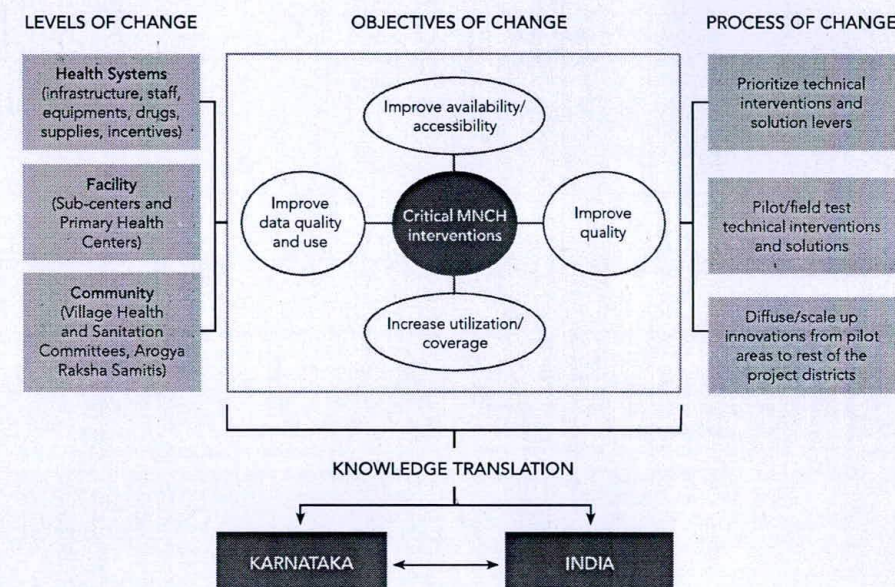 LEVELS OF CHANGE
Health Systems
(infrastructure, staff,
equipments, drugs,
supplies, incentives)
Facility
(Sub-centers and
Primary Health
Centers)
Community
(Village Health
and Sanitation
Committees, Arogya
Raksha Samitis)
OBJECTIVES OF CHANGE
Improve availability/
accessibility
Improve
data quality
and use
Critical MNCH
interventions
Improve
quality
Increase utilization/
coverage
PROCESS OF CHANGE
Prioritize technical
interventions and
solution levers
Pilot/field test
technical interventions
and solutions
Diffuse/scale up
innovations from pilot
areas to rest of the
project districts
KNOWLEDGE TRANSLATION
KARNATAKA
INDIA